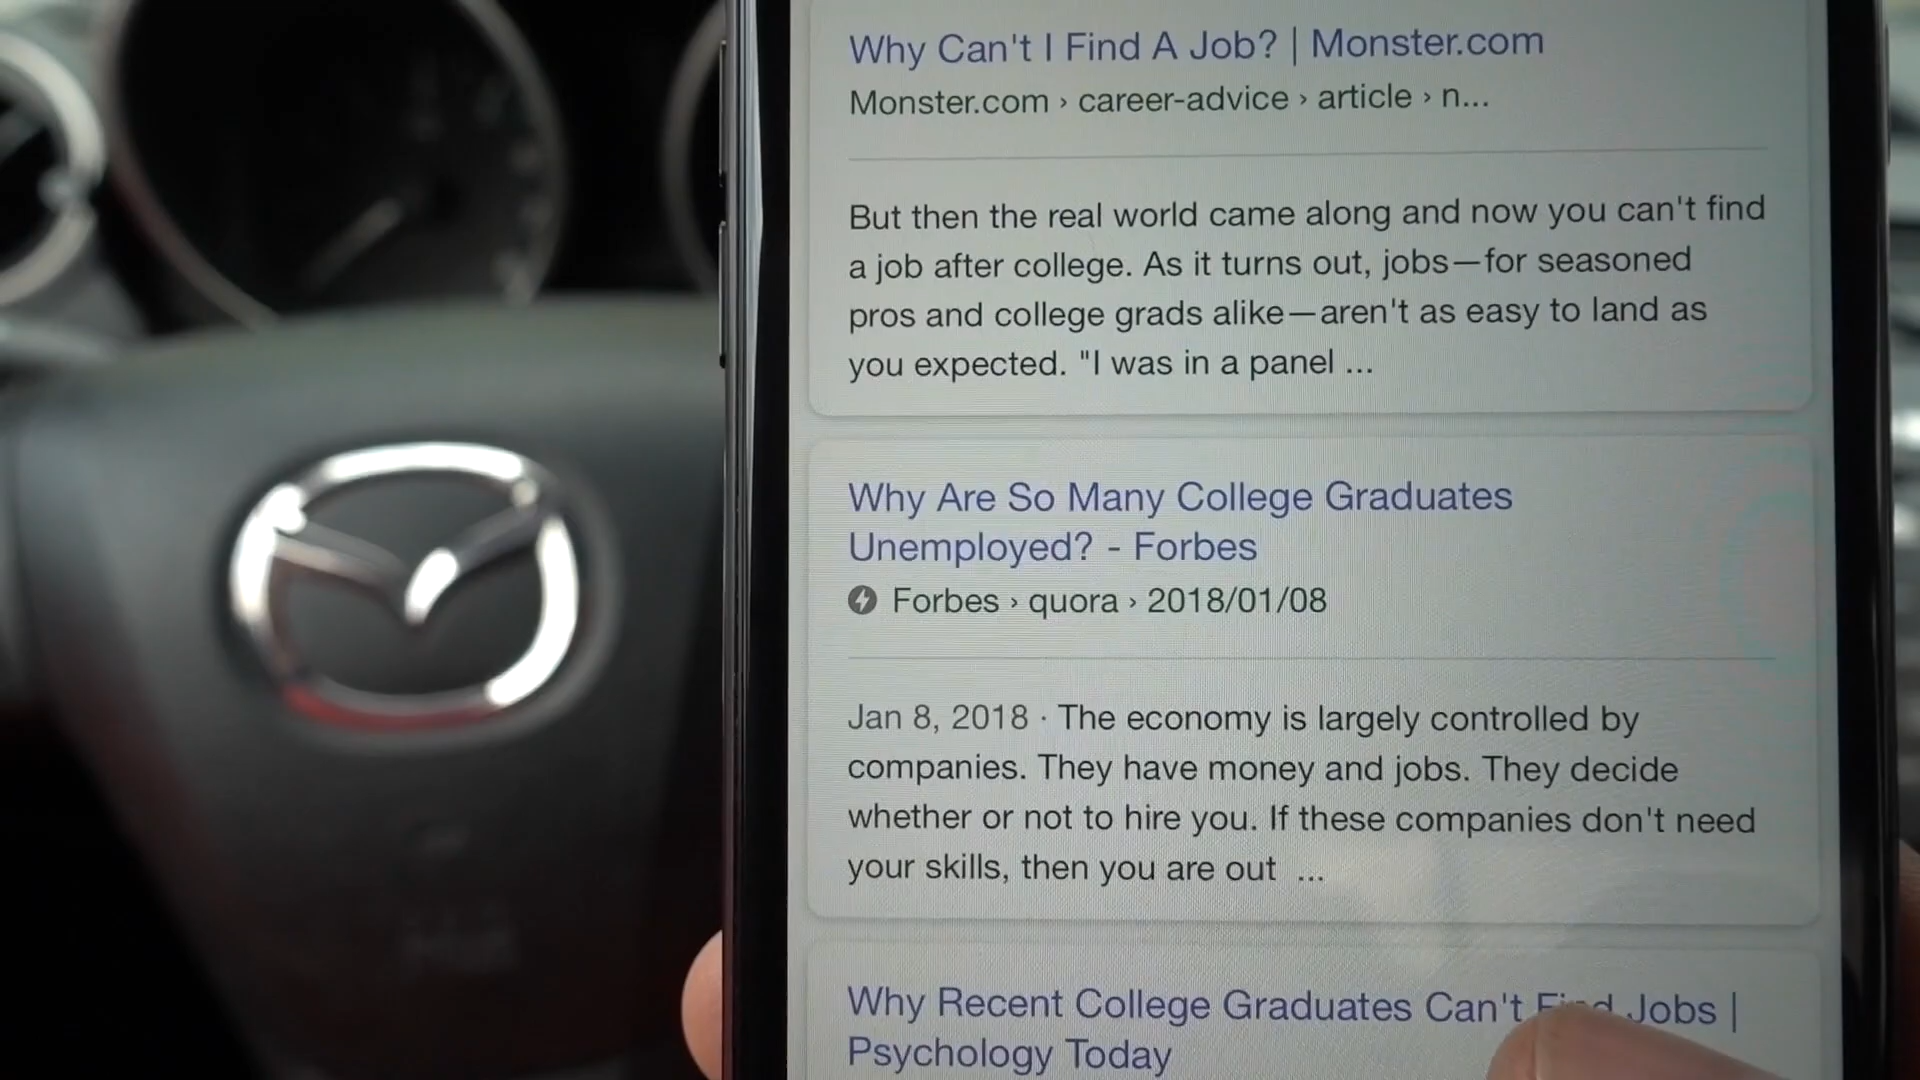 Why Can't I Find A Job? | Monster.com
Monster.com › career-advice › article › n...
But then the real world came along and now you can't find
a job after college. As it turns out, jobs—for seasoned
pros and college grads alike—aren't as easy to land as
you expected. "I was in a panel ...
Why Are So Many College Graduates
Unemployed? - Forbes
Forbes › quora › 2018/01/08
Jan 8, 2018 · The economy is largely controlled by
companies. They have money and jobs. They decide
whether or not to hire you. If these companies don't need
your skills, then you are out ...
Why Recent College Graduates Can't Find Jobs |
Psychology Today